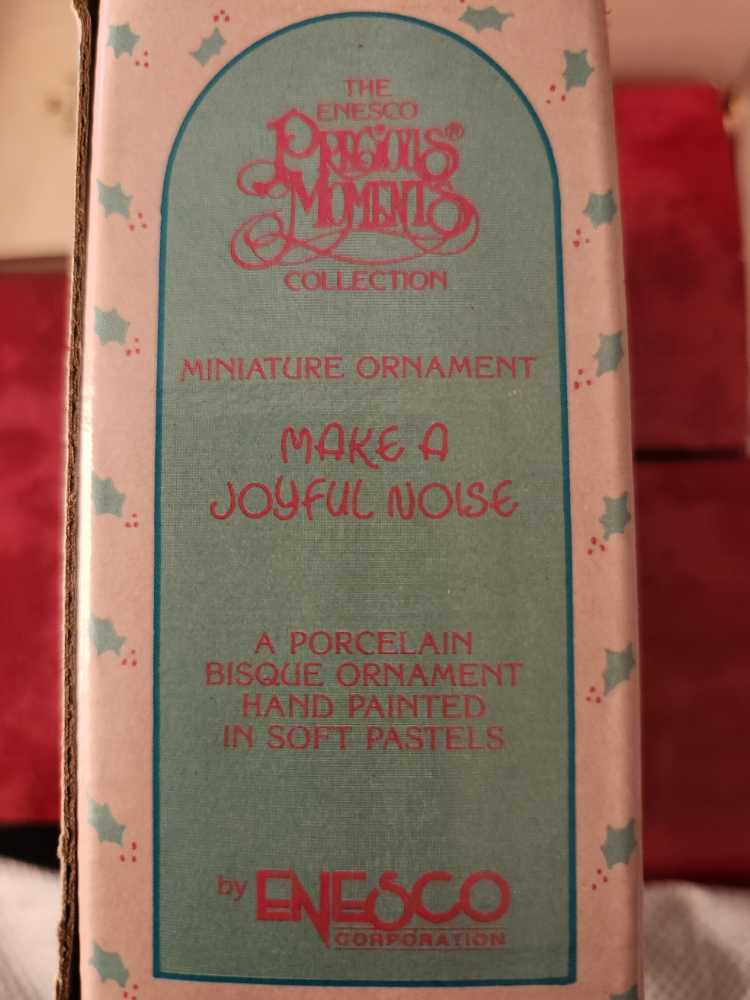 THE
ENESCO
PRECIOUS®
MOMENTS
COLLECTION
MINIATURE ORNAMENT
MAKE A
JOYFUL NOISE
A PORCELAIN
BISQUE ORNAMENT
HAND PAINTED
IN SOFT PASTELS
by ENESCO
CORPORATION